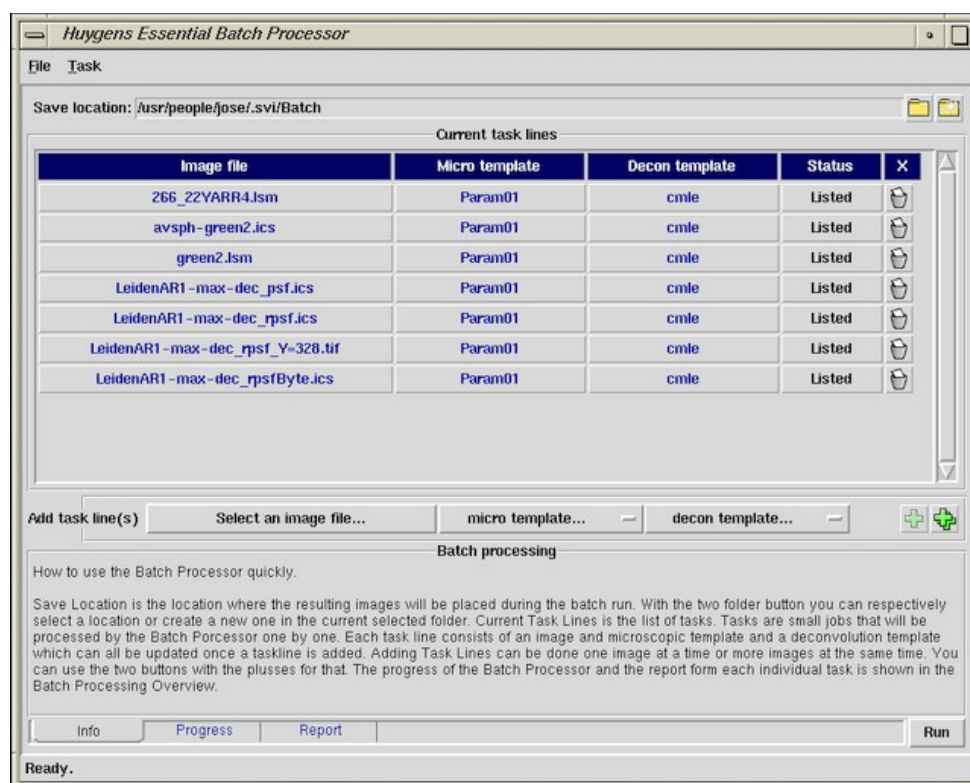 Huygens Essential Batch Processor
File Task
Save location: /usr/people/jose/.svi/Batch
Current task lines
Image file Micro template Decon template Status X
266_22YARR4.lsm Param01 cmle Listed
avsph-green2.ics Param01 cmle Listed
green2.lsm Param01 cmle Listed
LeidenAR1-max-dec_psf.ics Param01 cmle Listed
LeidenAR1-max-dec_rpsf.ics Param01 cmle Listed
LeidenAR1-max-dec_rpsf_Y=328.tif Param01 cmle Listed
LeidenAR1-max-dec_rpsfByte.ics Param01 cmle Listed
Add task line(s) Select an image file... micro template... decon template...
Batch processing
How to use the Batch Processor quickly.
Save Location is the location where the resulting images will be placed during the batch run. With the two folder button you can respectively
select a location or create a new one in the current selected folder. Current Task Lines is the list of tasks. Tasks are small jobs that will be
processed by the Batch Porcessor one by one. Each task line consists of an image and microscopic template and a deconvolution template
which can all be updated once a taskline is added. Adding Task Lines can be done one image at a time or more images at the same time. You
can use the two buttons with the plusses for that. The progress of the Batch Processor and the report form each individual task is shown in the
Batch Processing Overview.
Info Progress Report Run
Ready.